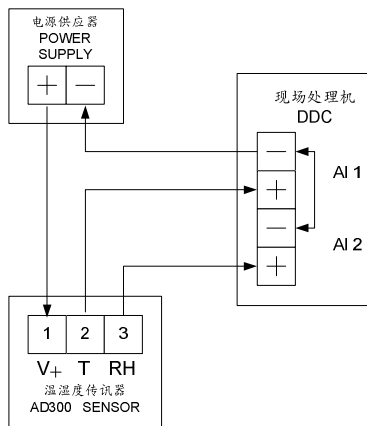 电源供应器
POWER
SUPPLY
+ −
现场处理机
DDC
−
AI 1
+
−
AI 2
+
1 2 3
V+ T RH
温湿度传讯器
AD300 SENSOR